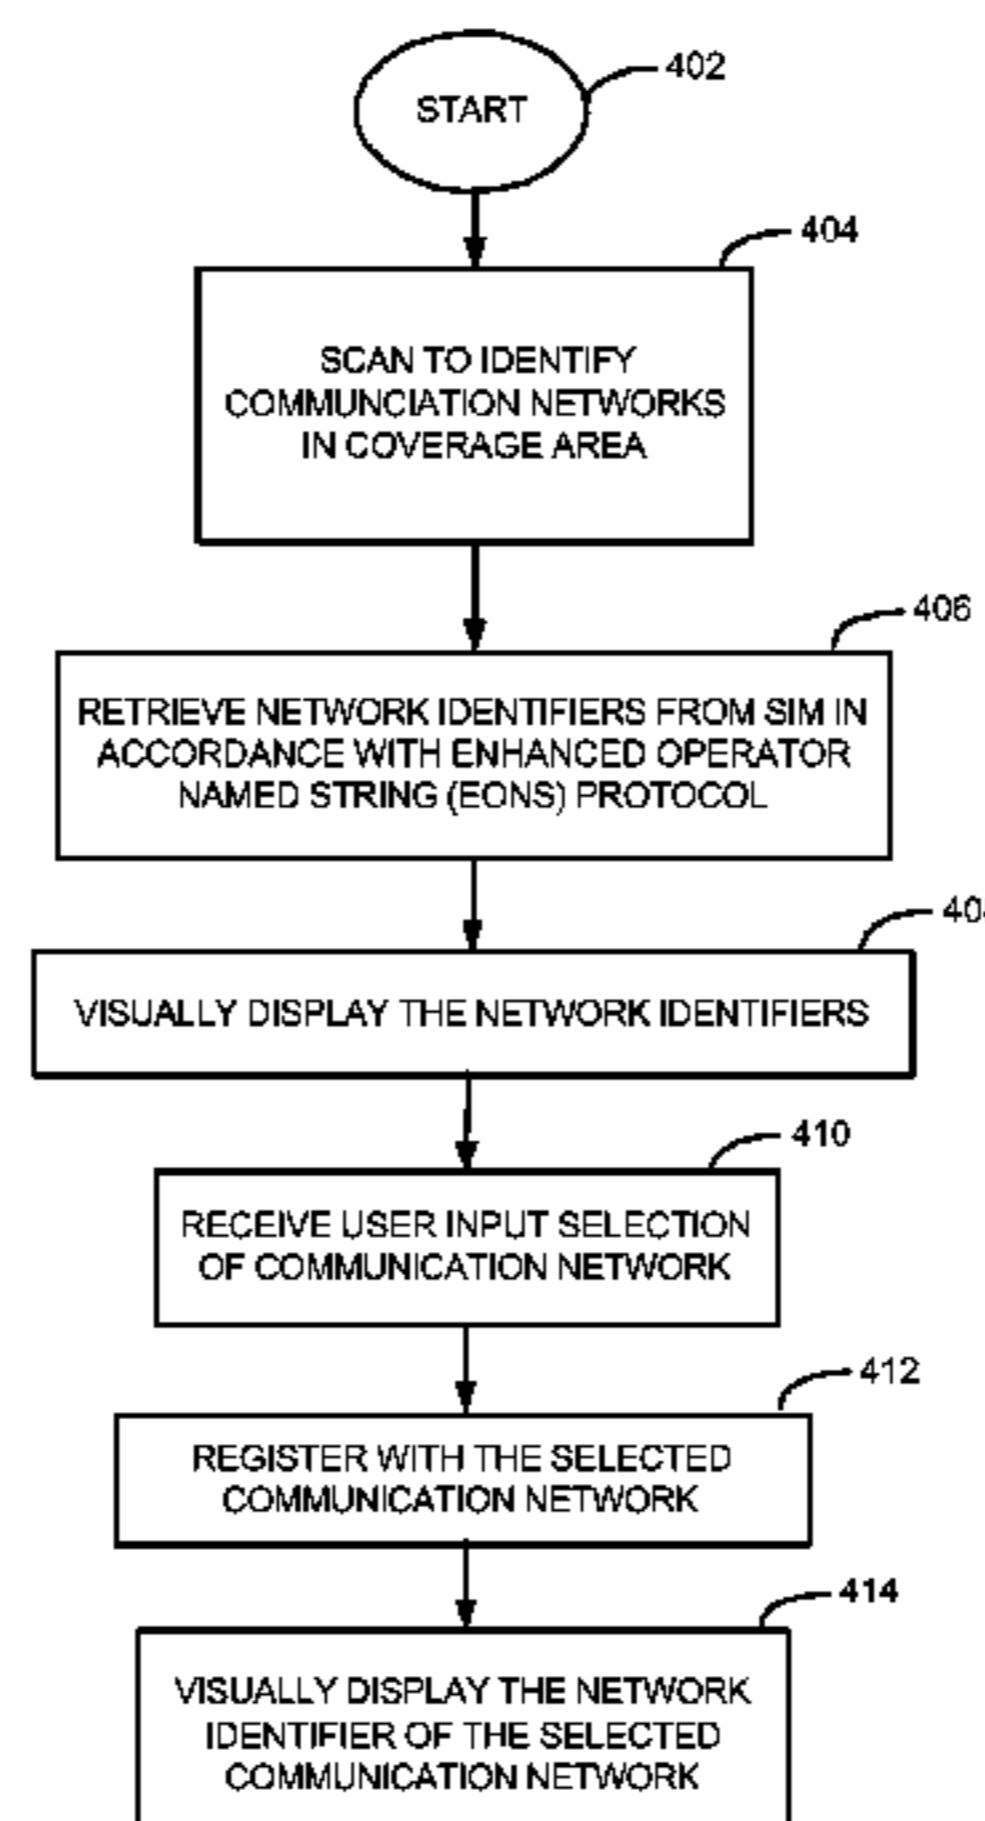 START
402
404
SCAN TO IDENTIFY
COMMUNCIATION NETWORKS
IN COVERAGE AREA
406
RETRIEVE NETWORK IDENTIFIERS FROM SIM IN
ACCORDANCE WITH ENHANCED OPERATOR
NAMED STRING (EONS) PROTOCOL
VISUALLY DISPLAY THE NETWORK IDENTIFIERS
410
RECEIVE USER INPUT SELECTION
OF COMMUNICATION NETWORK
412
REGISTER WITH THE SELECTED
COMMUNICATION NETWORK
414
VISUALLY DISPLAY THE NETWORK
IDENTIFIER OF THE SELECTED
COMMUNICATION NETWORK